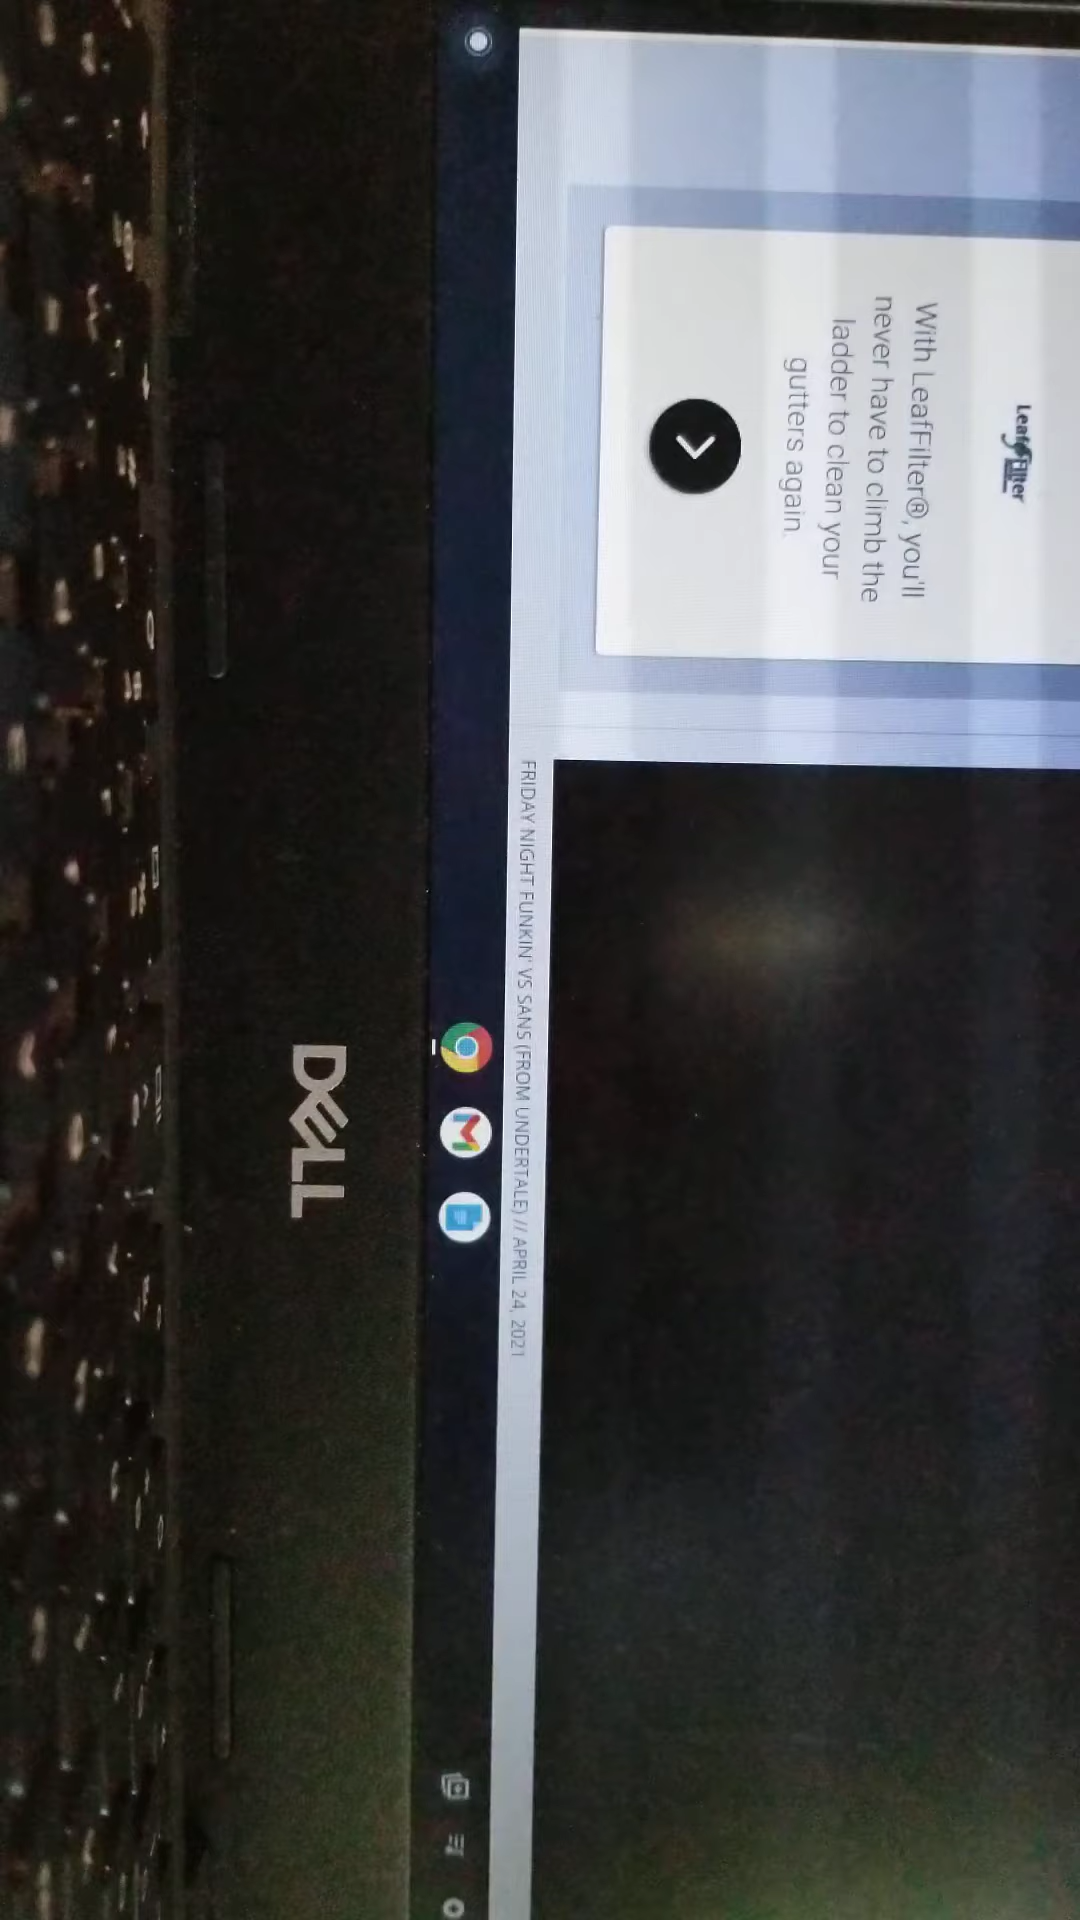 LeafFilter
With LeafFilter®, you'll
never have to climb the
ladder to clean your
gutters again.
FRIDAY NIGHT FUNKIN' VS SANS (FROM UNDERTALE) // APRIL 24, 2021
DELL